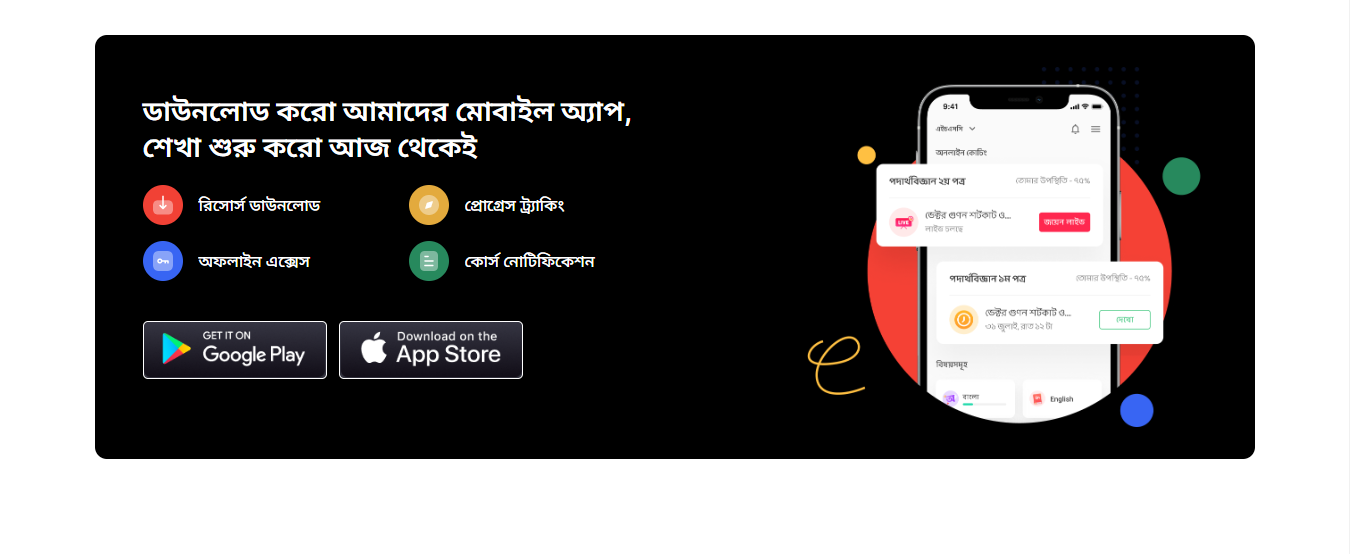 ডাউনলোড করো আমাদের মোবাইল অ্যাপ,
শেখা শুরু করো আজ থেকেই
রিসোর্স ডাউনলোড
প্রোগ্রেস ট্র্যাকিং
অফলাইন এক্সেস
কোর্স নোটিফিকেশন
GET IT ON
Google Play
Download on the
App Store
9:41
এইচএসসি
অনলাইন কোচিং
পদার্থবিজ্ঞান ২য় পত্র
তোমার উপস্থিতি - ৭৫%
LIVE
ভেক্টর গুণন শর্টকাট ও...
লাইভ চলছে
জয়েন লাইভ
পদার্থবিজ্ঞান ১ম পত্র
তোমার উপস্থিতি - ৭৫%
ভেক্টর গুণন শর্টকাট ও...
৩১ জুলাই, রাত ১২ টা
দেখো
বিষয়সমূহ
বাংলা
English